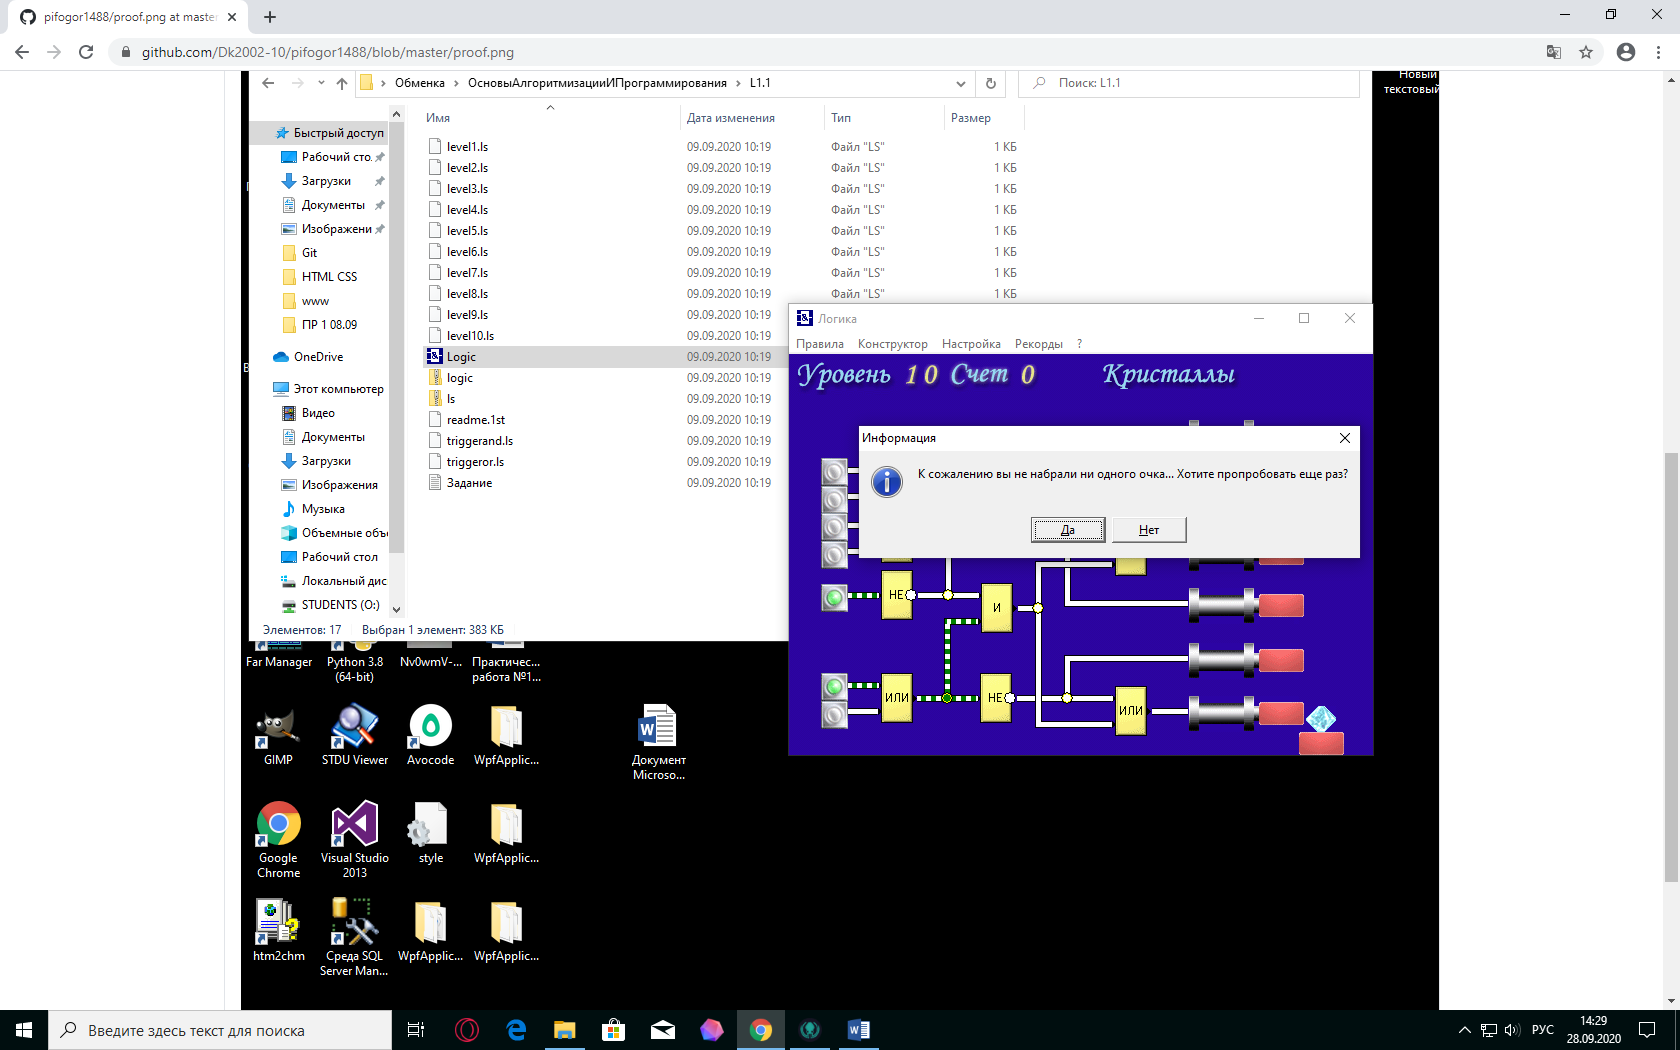 pifogor1488/proof.png at master
github.com/Dk2002-10/pifogor1488/blob/master/proof.png
Обменка
ОсновыАлгоритмизацииИПрограммирования
L1.1
Поиск: L1.1
Новый
текстовый
Имя
Дата изменения
Тип
Размер
Быстрый доступ
Рабочий сто
Загрузки
Документы
Изображени
Git
HTML CSS
www
ПР 1 08.09
OneDrive
Этот компьютер
Видео
Документы
Загрузки
Изображения
Музыка
Объемные объ
Рабочий стол
Локальный дис
STUDENTS (O:)
level1.ls 09.09.2020 10:19 Файл "LS" 1 КБ
level2.ls 09.09.2020 10:19 Файл "LS" 1 КБ
level3.ls 09.09.2020 10:19 Файл "LS" 1 КБ
level4.ls 09.09.2020 10:19 Файл "LS" 1 КБ
level5.ls 09.09.2020 10:19 Файл "LS" 1 КБ
level6.ls 09.09.2020 10:19 Файл "LS" 1 КБ
level7.ls 09.09.2020 10:19 Файл "LS" 1 КБ
level8.ls 09.09.2020 10:19 Файл "LS" 1 КБ
level9.ls 09.09.2020 10:19
level10.ls 09.09.2020 10:19
Logic 09.09.2020 10:19
logic 09.09.2020 10:19
ls 09.09.2020 10:19
readme.1st 09.09.2020 10:19
triggerand.ls 09.09.2020 10:19
triggeror.ls 09.09.2020 10:19
Задание 09.09.2020 10:19
Элементов: 17 Выбран 1 элемент: 383 КБ
Логика
Правила Конструктор Настройка Рекорды ?
Уровень 10 Счет 0 Кристаллы
Информация
К сожалению вы не набрали ни одного очка... Хотите пропробовать еще раз?
Да Нет
НЕ
И
ИЛИ
НЕ
ИЛИ
Far Manager
Python 3.8
(64-bit)
Nv0wmV-...
Практичес...
работа №1...
GIMP
STDU Viewer
Avocode
WpfApplic...
Документ
Microso...
Google
Chrome
Visual Studio
2013
style
WpfApplic...
htm2chm
Среда SQL
Server Man...
WpfApplic...
WpfApplic...
Введите здесь текст для поиска
РУС
14:29
28.09.2020